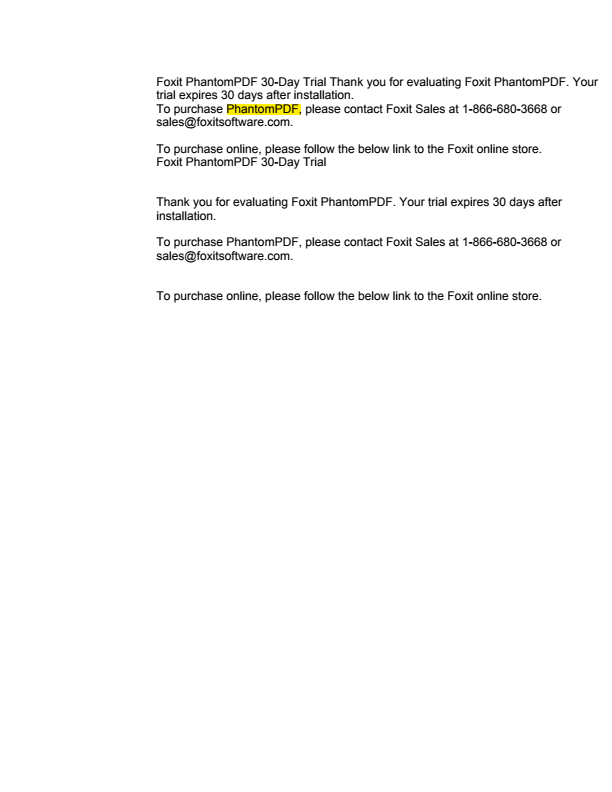 Foxit PhantomPDF 30-Day Trial Thank you for evaluating Foxit PhantomPDF. Your
trial expires 30 days after installation.
To purchase PhantomPDF, please contact Foxit Sales at 1-866-680-3668 or
sales@foxitsoftware.com.
To purchase online, please follow the below link to the Foxit online store.
Foxit PhantomPDF 30-Day Trial
Thank you for evaluating Foxit PhantomPDF. Your trial expires 30 days after
installation.
To purchase PhantomPDF, please contact Foxit Sales at 1-866-680-3668 or
sales@foxitsoftware.com.
To purchase online, please follow the below link to the Foxit online store.